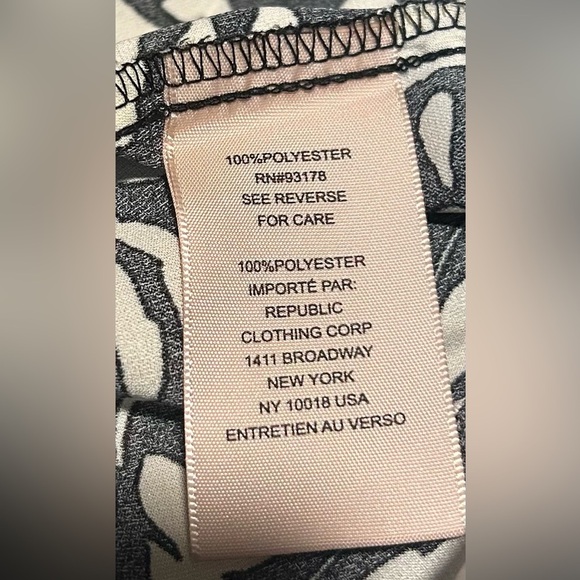 100%POLYESTER
RN#93178
SEE REVERSE
FOR CARE
100%POLYESTER
IMPORTÉ PAR:
REPUBLIC
CLOTHING CORP
1411 BROADWAY
NEW YORK
NY 10018 USA
ENTRETIEN AU VERSO